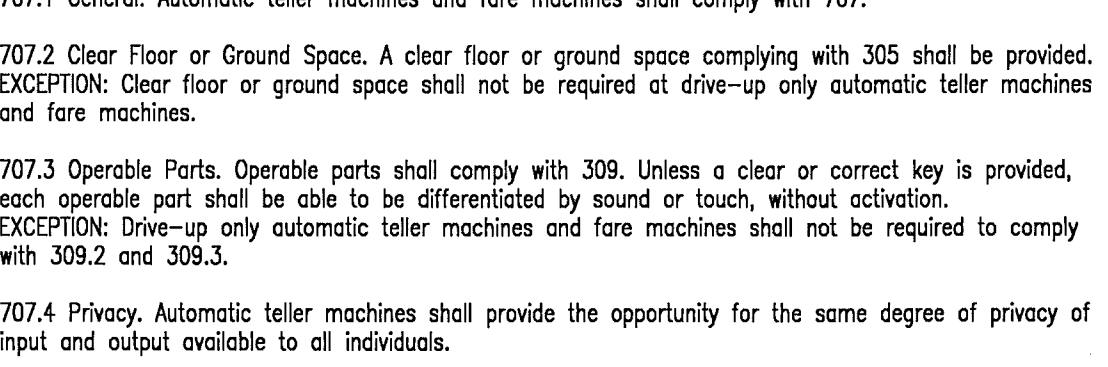 707.1 General. Automatic teller machines and fare machines shall comply with 707.
707.2 Clear Floor or Ground Space. A clear floor or ground space complying with 305 shall be provided.
EXCEPTION: Clear floor or ground space shall not be required at drive-up only automatic teller machines
and fare machines.
707.3 Operable Parts. Operable parts shall comply with 309. Unless a clear or correct key is provided,
each operable part shall be able to be differentiated by sound or touch, without activation.
EXCEPTION: Drive-up only automatic teller machines and fare machines shall not be required to comply
with 309.2 and 309.3.
707.4 Privacy. Automatic teller machines shall provide the opportunity for the same degree of privacy of
input and output available to all individuals.